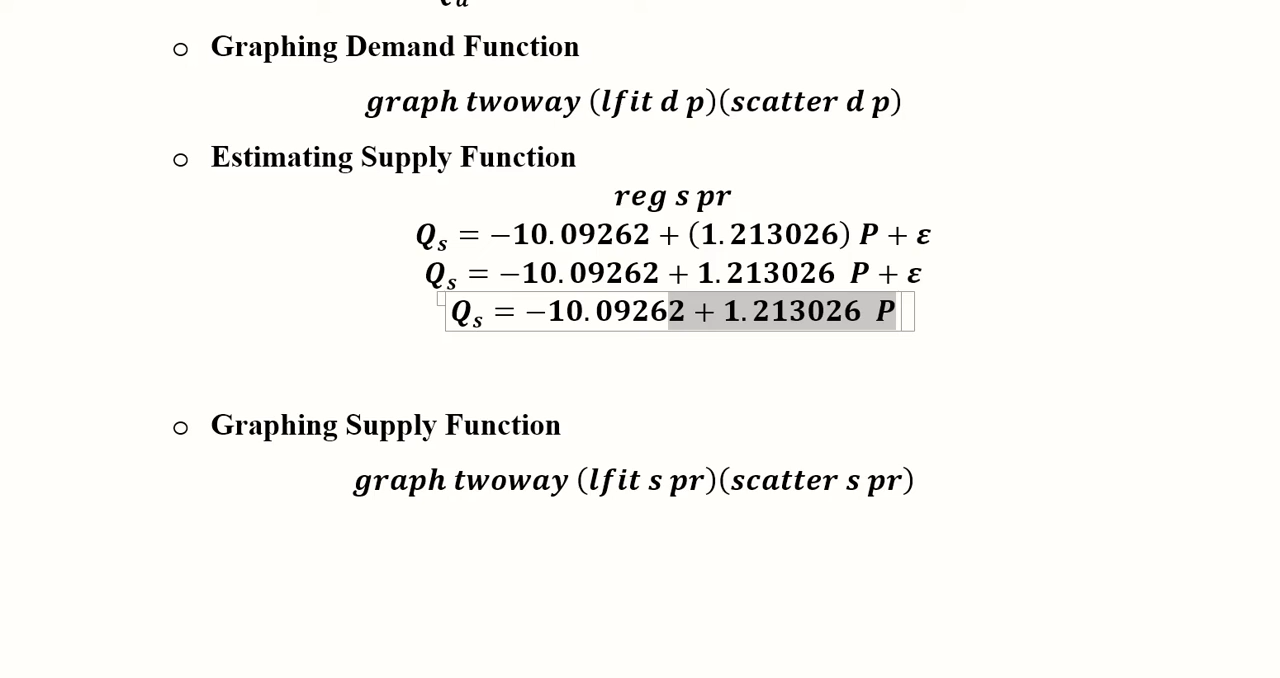 ○ Graphing Demand Function
graph twoway (lfit d p)(scatter d p)
○ Estimating Supply Function
reg s pr
Qₛ = −10.09262 + (1.213026) P + ε
Qₛ = −10.09262 + 1.213026 P + ε
Qₛ = −10.09262 + 1.213026 P
○ Graphing Supply Function
graph twoway (lfit s pr)(scatter s pr)